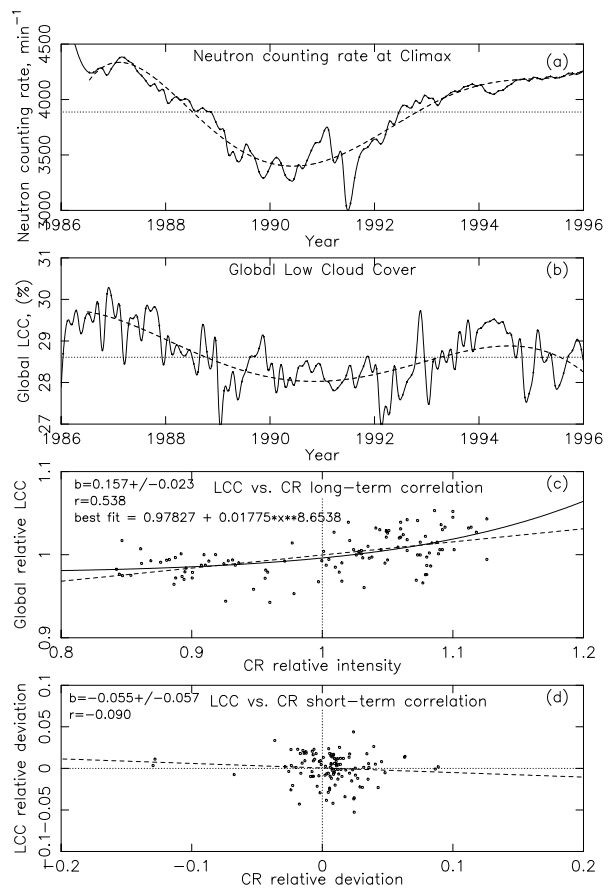 Neutron counting rate at Climax
(a)
Neutron counting rate, min⁻¹
4500
4000
3500
3000
1986 1988 1990 1992 1994 1996
Year
Global Low Cloud Cover
(b)
Global LCC, (%)
31
30
29
28
27
1986 1988 1990 1992 1994 1996
Year
b=0.157+/-0.023
LCC vs. CR long-term correlation
(c)
r=0.538
best fit = 0.97827 + 0.01775*x**8.6538
Global relative LCC
1.1
1
0.9
0.8 0.9 1.0 1.1 1.2
CR relative intensity
b=-0.055+/-0.057
LCC vs. CR short-term correlation
(d)
r=-0.090
LCC relative deviation
0.1
0.05
0
-0.05
-0.1
-0.2 -0.1 0 0.1 0.2
CR relative deviation